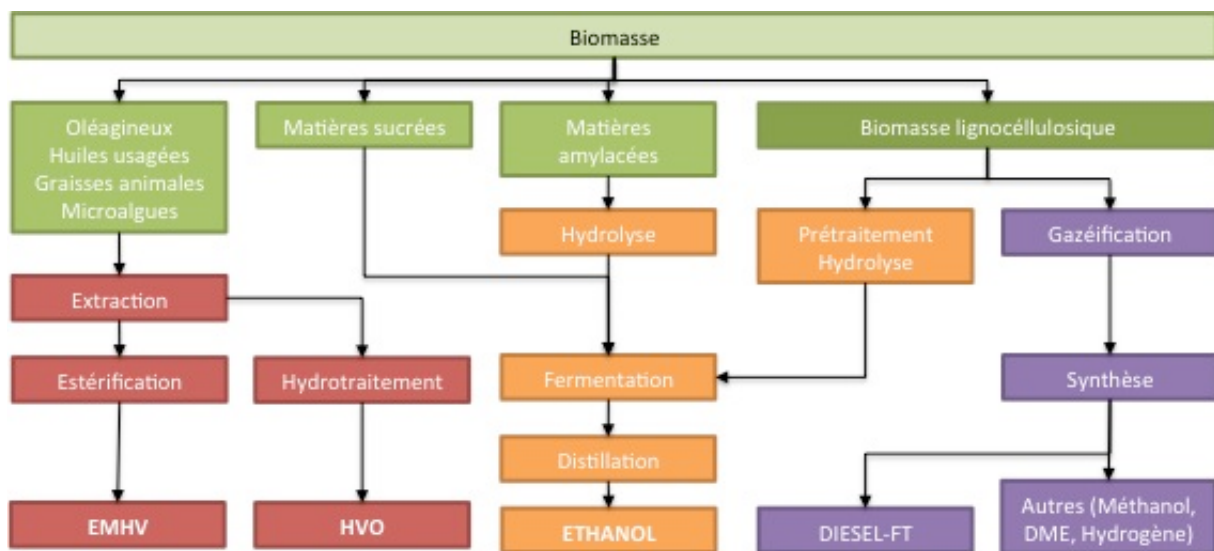 Biomasse
Oléagineux
Huiles usagées
Graisses animales
Microalgues
Matières sucrées
Matières
amylacées
Biomasse lignocéllulosique
Hydrolyse
Prétraitement
Hydrolyse
Gazéification
Extraction
Estérification
Hydrotraitement
Fermentation
Synthèse
Distillation
EMHV
HVO
ETHANOL
DIESEL-FT
Autres (Méthanol,
DME, Hydrogène)